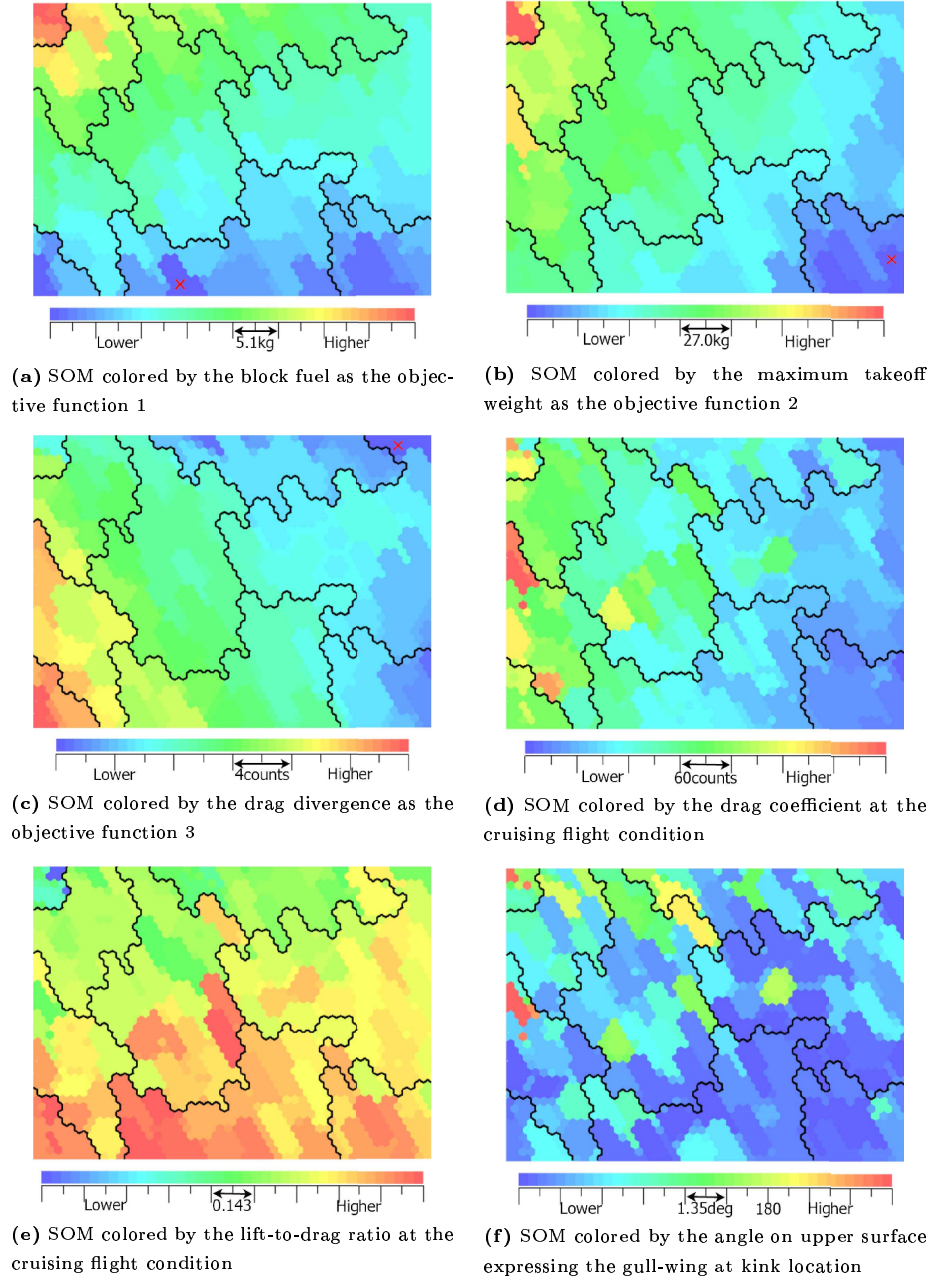 Lower 5.1kg Higher
(a) SOM colored by the block fuel as the objec-
tive function 1
Lower 27.0kg Higher
(b) SOM colored by the maximum takeoff
weight as the objective function 2
Lower 4counts Higher
(c) SOM colored by the drag divergence as the
objective function 3
Lower 60counts Higher
(d) SOM colored by the drag coefficient at the
cruising flight condition
Lower 0.143 Higher
(e) SOM colored by the lift-to-drag ratio at the
cruising flight condition
Lower 1.35deg 180 Higher
(f) SOM colored by the angle on upper surface
expressing the gull-wing at kink location